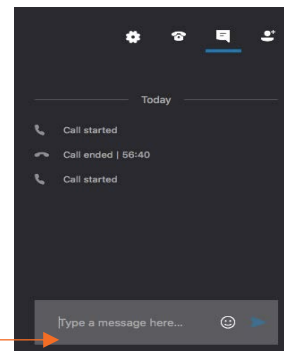 Today
Call started
Call ended | 56:40
Call started
Type a message here...